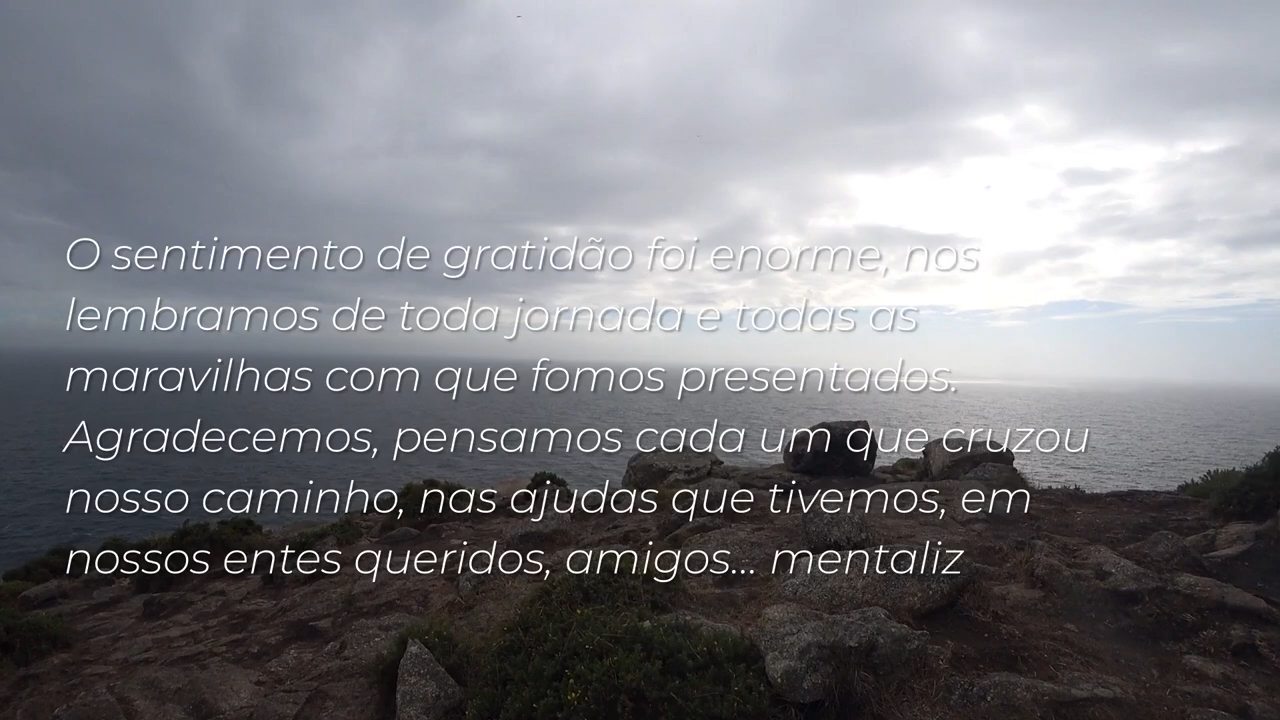 O sentimento de gratidão foi enorme, nos
lembramos de toda jornada e todas as
maravilhas com que fomos presentados.
Agradecemos, pensamos cada um que cruzou
nosso caminho, nas ajudas que tivemos, em
nossos entes queridos, amigos... mentaliz